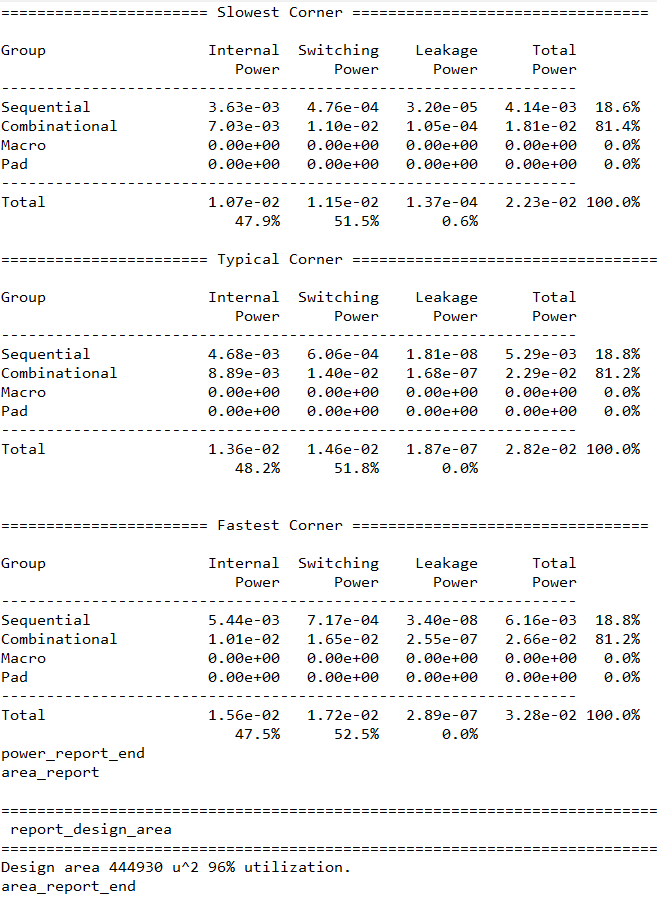 ======================= Slowest Corner =================================
Group                  Internal  Switching    Leakage      Total
                          Power      Power      Power      Power
----------------------------------------------------------------
Sequential             3.63e-03   4.76e-04   3.20e-05   4.14e-03  18.6%
Combinational          7.03e-03   1.10e-02   1.05e-04   1.81e-02  81.4%
Macro                  0.00e+00   0.00e+00   0.00e+00   0.00e+00   0.0%
Pad                    0.00e+00   0.00e+00   0.00e+00   0.00e+00   0.0%
----------------------------------------------------------------
Total                  1.07e-02   1.15e-02   1.37e-04   2.23e-02 100.0%
                          47.9%      51.5%       0.6%
======================= Typical Corner ==================================
Group                  Internal  Switching    Leakage      Total
                          Power      Power      Power      Power
----------------------------------------------------------------
Sequential             4.68e-03   6.06e-04   1.81e-08   5.29e-03  18.8%
Combinational          8.89e-03   1.40e-02   1.68e-07   2.29e-02  81.2%
Macro                  0.00e+00   0.00e+00   0.00e+00   0.00e+00   0.0%
Pad                    0.00e+00   0.00e+00   0.00e+00   0.00e+00   0.0%
----------------------------------------------------------------
Total                  1.36e-02   1.46e-02   1.87e-07   2.82e-02 100.0%
                          48.2%      51.8%       0.0%
======================= Fastest Corner =================================
Group                  Internal  Switching    Leakage      Total
                          Power      Power      Power      Power
----------------------------------------------------------------
Sequential             5.44e-03   7.17e-04   3.40e-08   6.16e-03  18.8%
Combinational          1.01e-02   1.65e-02   2.55e-07   2.66e-02  81.2%
Macro                  0.00e+00   0.00e+00   0.00e+00   0.00e+00   0.0%
Pad                    0.00e+00   0.00e+00   0.00e+00   0.00e+00   0.0%
----------------------------------------------------------------
Total                  1.56e-02   1.72e-02   2.89e-07   3.28e-02 100.0%
                          47.5%      52.5%       0.0%
power_report_end
area_report
=========================================================================
 report_design_area
=========================================================================
Design area 444930 u^2 96% utilization.
area_report_end